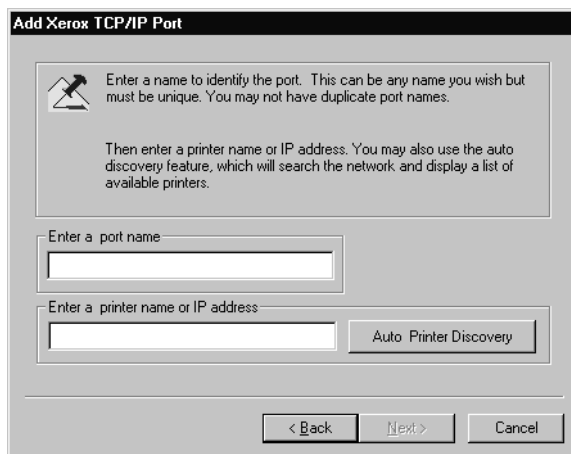 Add Xerox TCP/IP Port
Enter a name to identify the port. This can be any name you wish but
must be unique. You may not have duplicate port names.
Then enter a printer name or IP address. You may also use the auto
discovery feature, which will search the network and display a list of
available printers.
Enter a port name
Enter a printer name or IP address
Auto Printer Discovery
< Back
Next >
Cancel